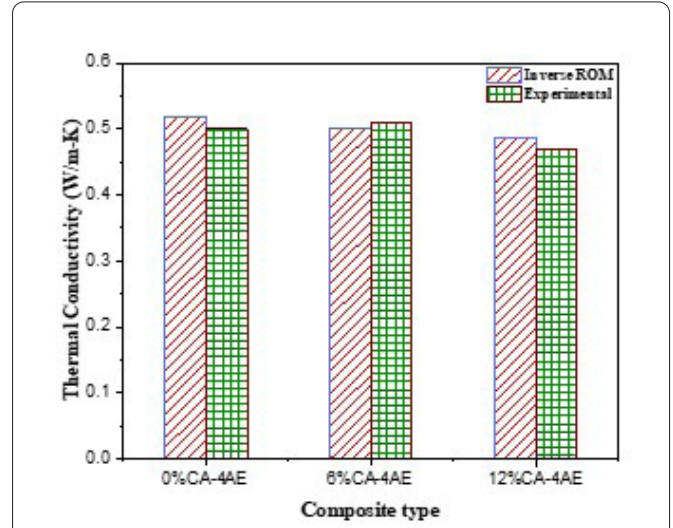 0.6
0.5
0.4
0.3
0.2
0.1
0.0
Thermal Conductivity (W/m-K)
Inverse ROM
Experimental
0%CA-4AE
6%CA-4AE
12%CA-4AE
Composite type